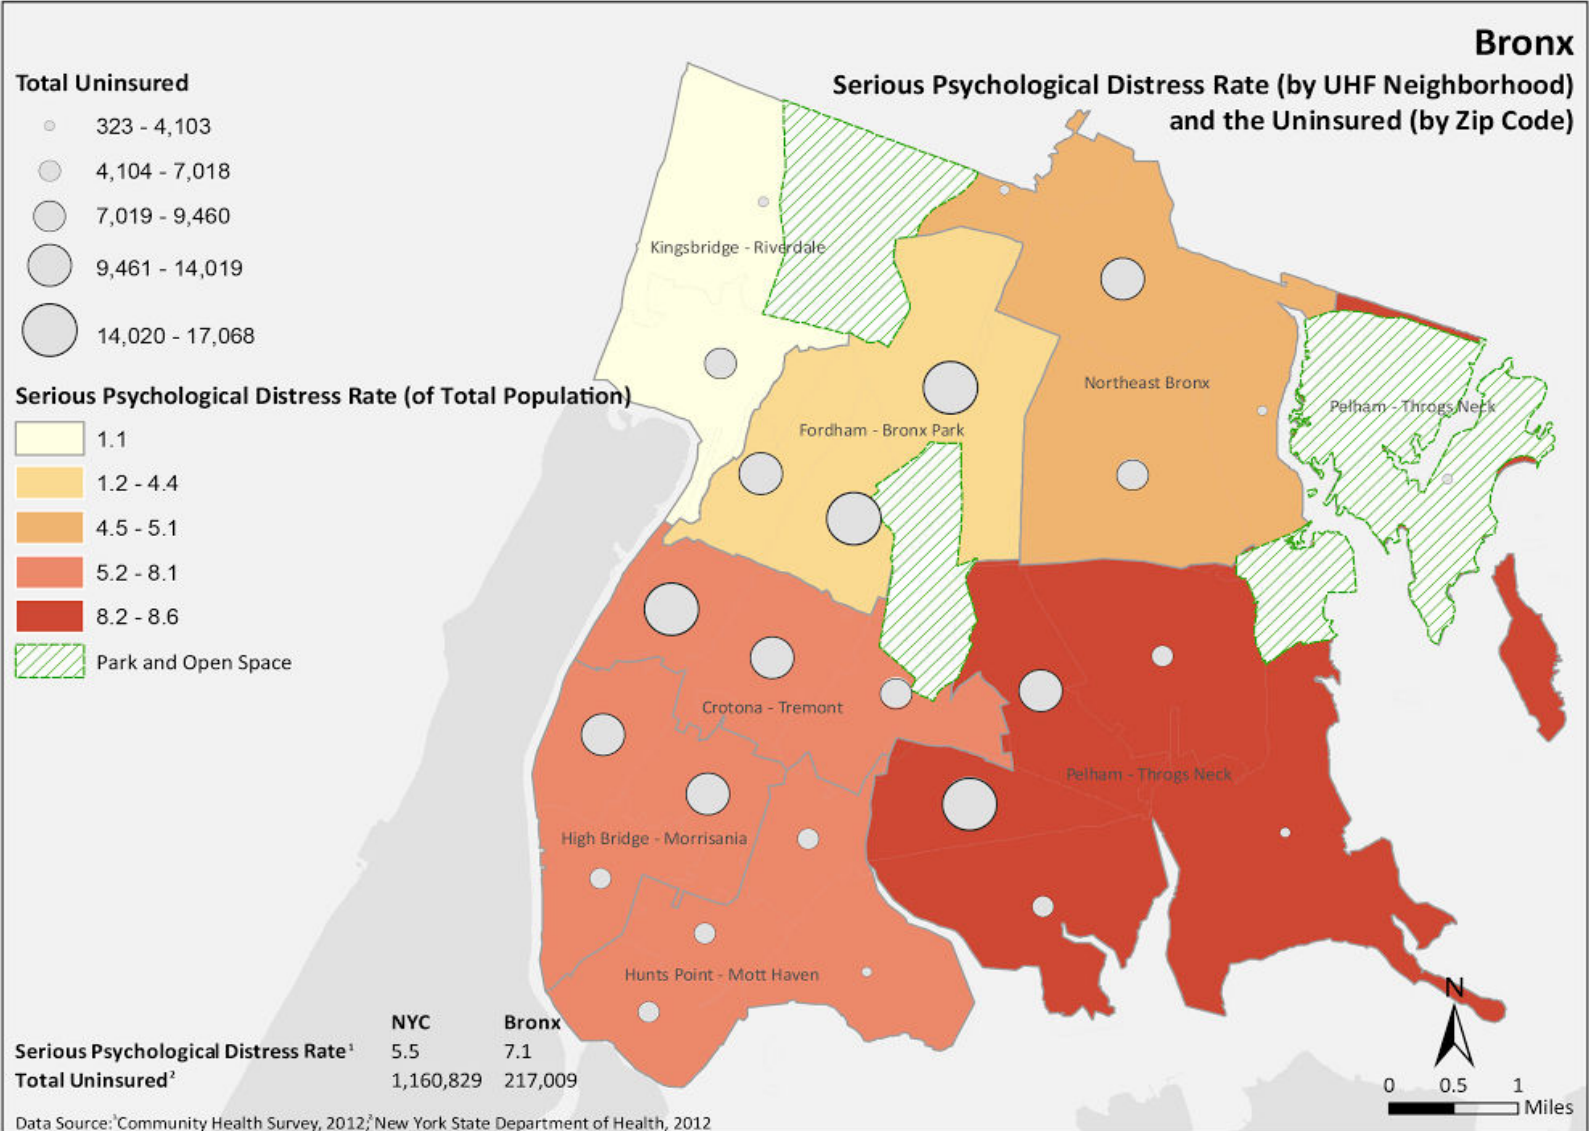 Bronx
Serious Psychological Distress Rate (by UHF Neighborhood)
and the Uninsured (by Zip Code)
Total Uninsured
323 - 4,103
4,104 - 7,018
7,019 - 9,460
9,461 - 14,019
14,020 - 17,068
Serious Psychological Distress Rate (of Total Population)
1.1
1.2 - 4.4
4.5 - 5.1
5.2 - 8.1
8.2 - 8.6
Park and Open Space
Kingsbridge - Riverdale
Northeast Bronx
Pelham - Throgs Neck
Fordham - Bronx Park
Crotona - Tremont
Pelham - Throgs Neck
High Bridge - Morrisania
Hunts Point - Mott Haven
N
0 0.5 1
Miles
NYC Bronx
Serious Psychological Distress Rate¹ 5.5 7.1
Total Uninsured² 1,160,829 217,009
Data Source:¹Community Health Survey, 2012;²New York State Department of Health, 2012